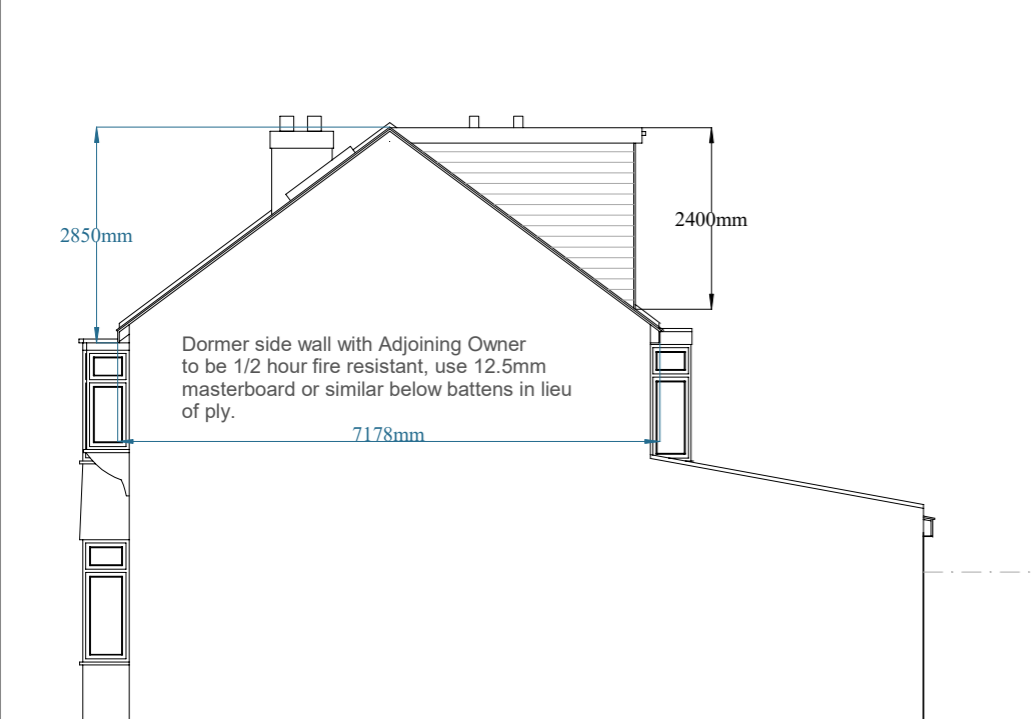 2400mm
2850mm
Dormer side wall with Adjoining Owner
to be 1/2 hour fire resistant, use 12.5mm
masterboard or similar below battens in lieu
of ply.
7178mm